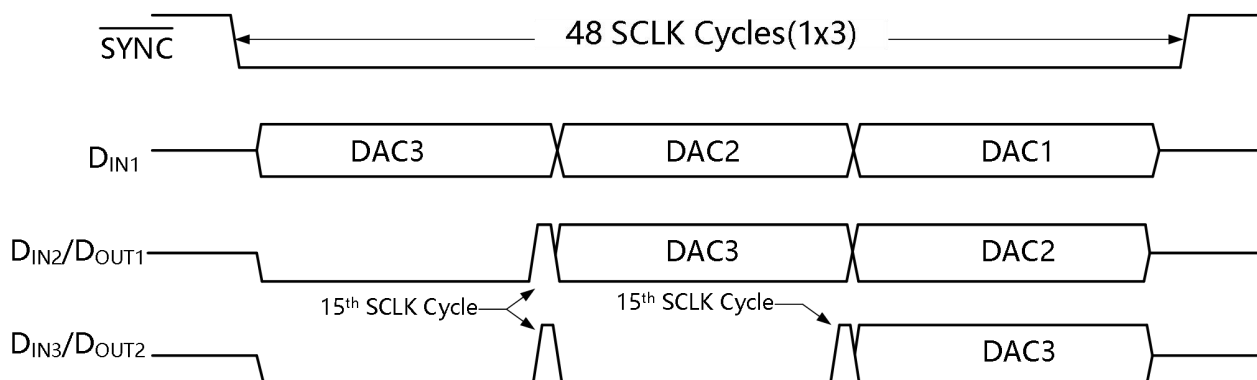 SYNC
48 SCLK Cycles(1x3)
DIN1
DAC3
DAC2
DAC1
DIN2/DOUT1
DAC3
DAC2
15th SCLK Cycle
15th SCLK Cycle
DIN3/DOUT2
DAC3